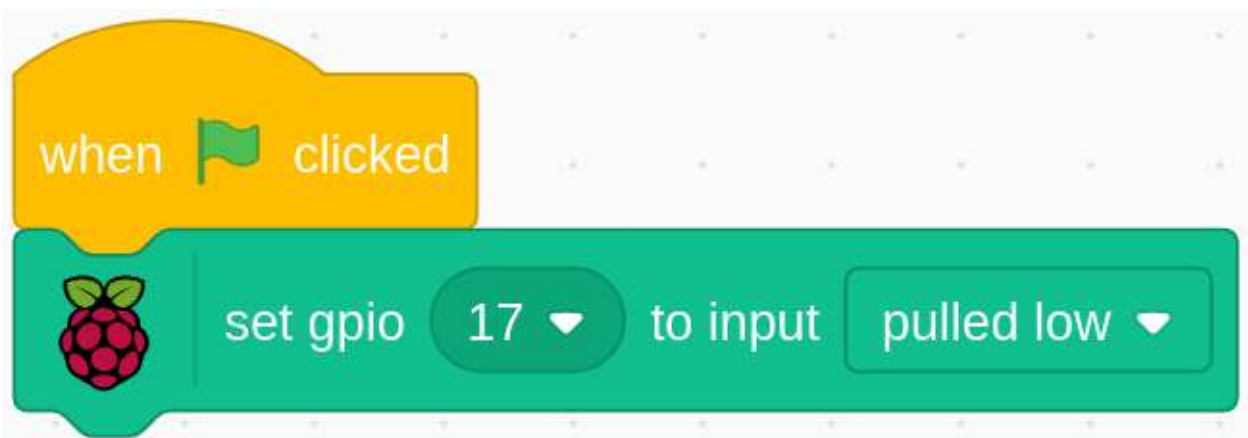 when clicked
set gpio 17 to input pulled low